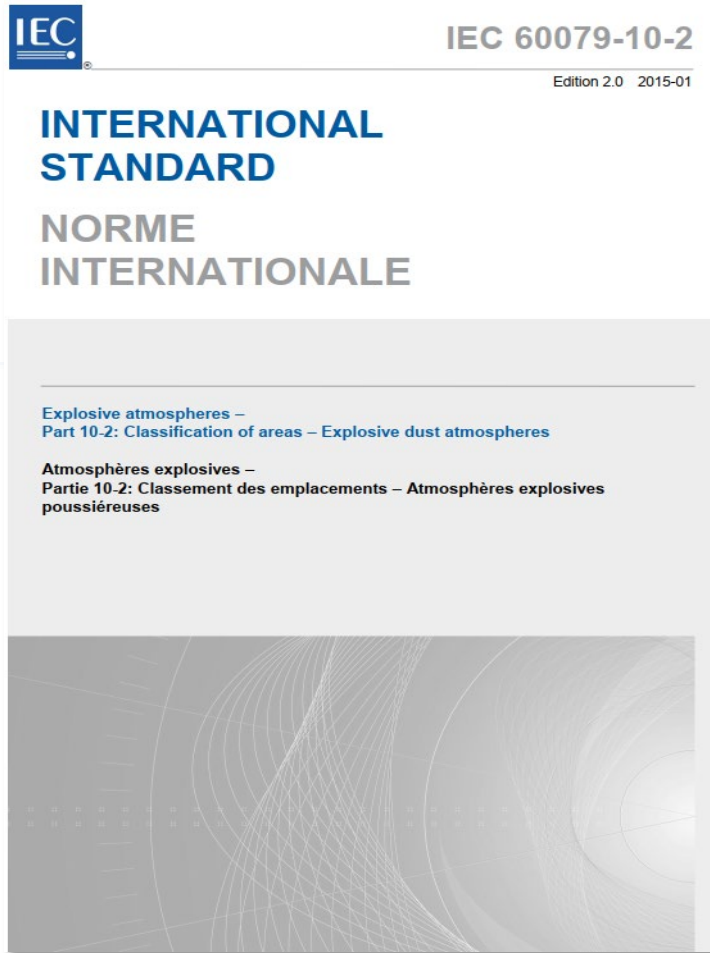 IEC
®
IEC 60079-10-2
Edition 2.0 2015-01
INTERNATIONAL
STANDARD
NORME
INTERNATIONALE
Explosive atmospheres –
Part 10-2: Classification of areas – Explosive dust atmospheres
Atmosphères explosives –
Partie 10-2: Classement des emplacements – Atmosphères explosives
poussiéreuses